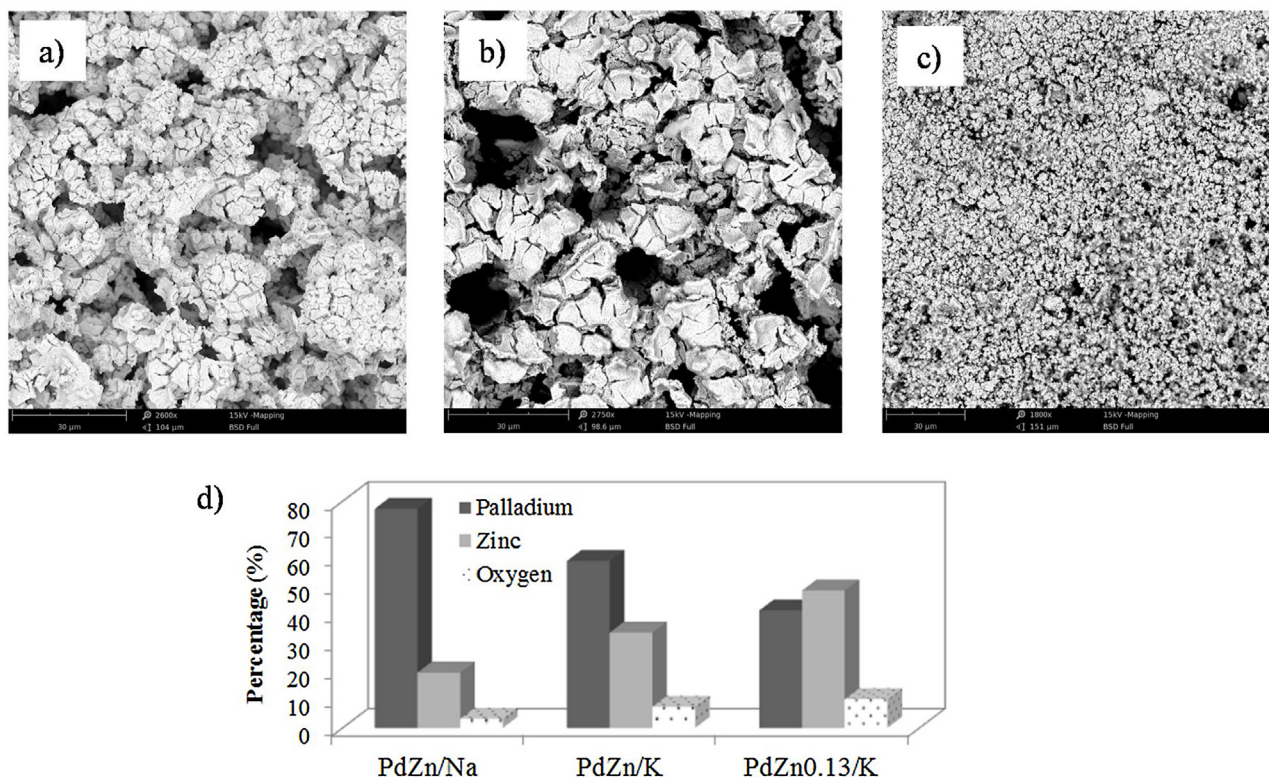 a)
b)
c)
30 µm
2600x
104 µm
15kV -Mapping
BSD Full
30 µm
2750x
98.6 µm
15kV -Mapping
BSD Full
30 µm
1800x
151 µm
15kV -Mapping
BSD Full
d)
Percentage (%)
80
70
60
50
40
30
20
10
0
Palladium
Zinc
Oxygen
PdZn/Na
PdZn/K
PdZn0.13/K